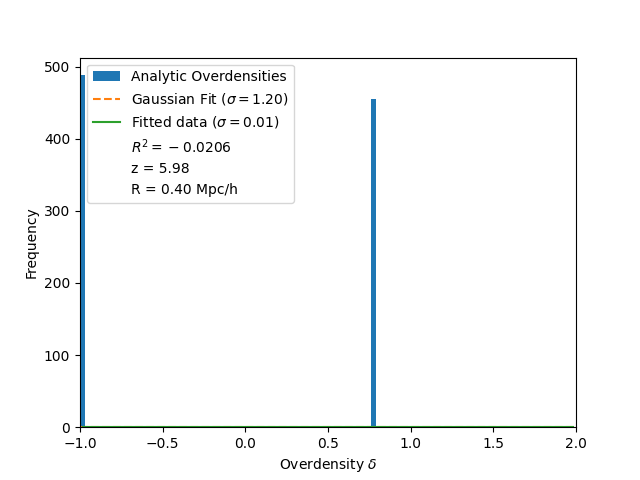 Analytic Overdensities
Gaussian Fit (σ = 1.20)
Fitted data (σ = 0.01)
R² = −0.0206
z = 5.98
R = 0.40 Mpc/h
500
400
300
200
100
0
Frequency
−1.0 −0.5 0.0 0.5 1.0 1.5 2.0
Overdensity δ